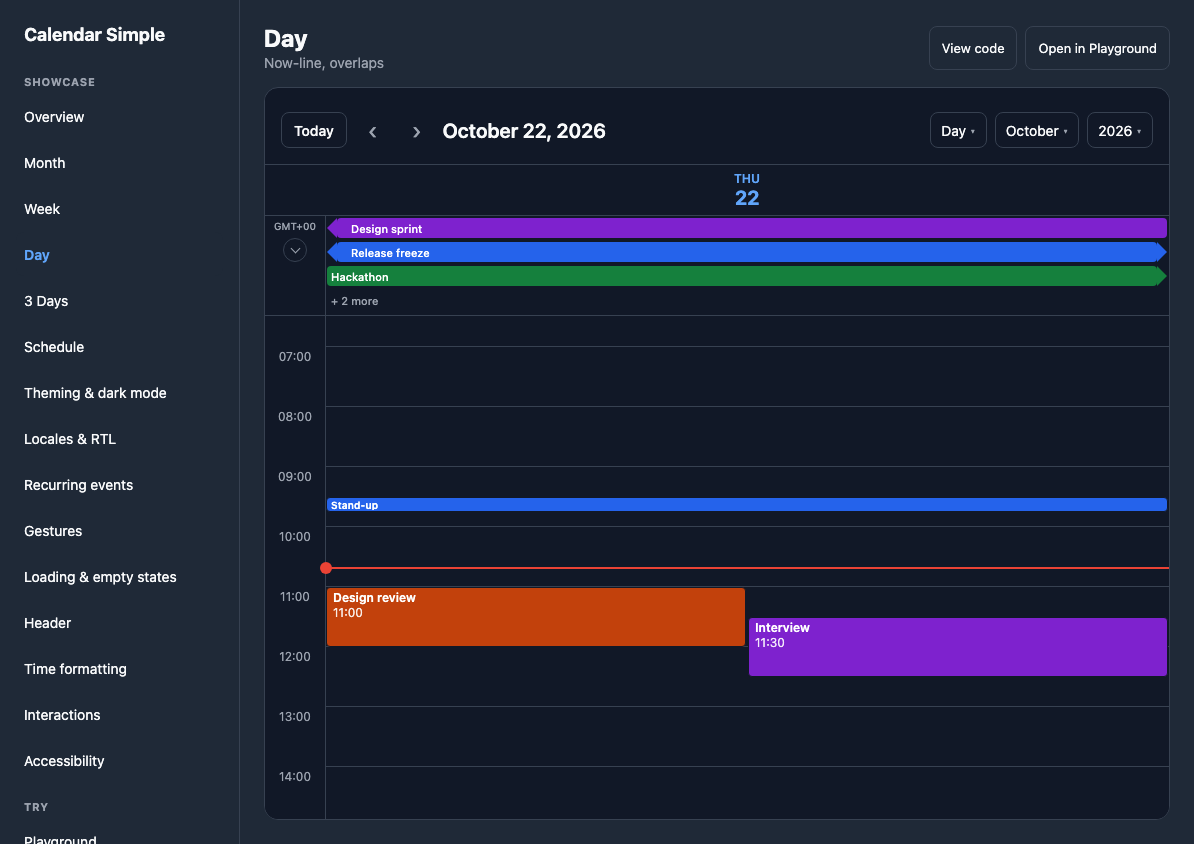 Calendar Simple
SHOWCASE
Overview
Month
Week
Day
3 Days
Schedule
Theming & dark mode
Locales & RTL
Recurring events
Gestures
Loading & empty states
Header
Time formatting
Interactions
Accessibility
TRY
Playground
Day
Now-line, overlaps
View code
Open in Playground
Today
October 22, 2026
Day
October
2026
THU
22
GMT+00
Design sprint
Release freeze
Hackathon
+ 2 more
07:00
08:00
09:00
Stand-up
10:00
11:00
Design review
11:00
Interview
11:30
12:00
13:00
14:00